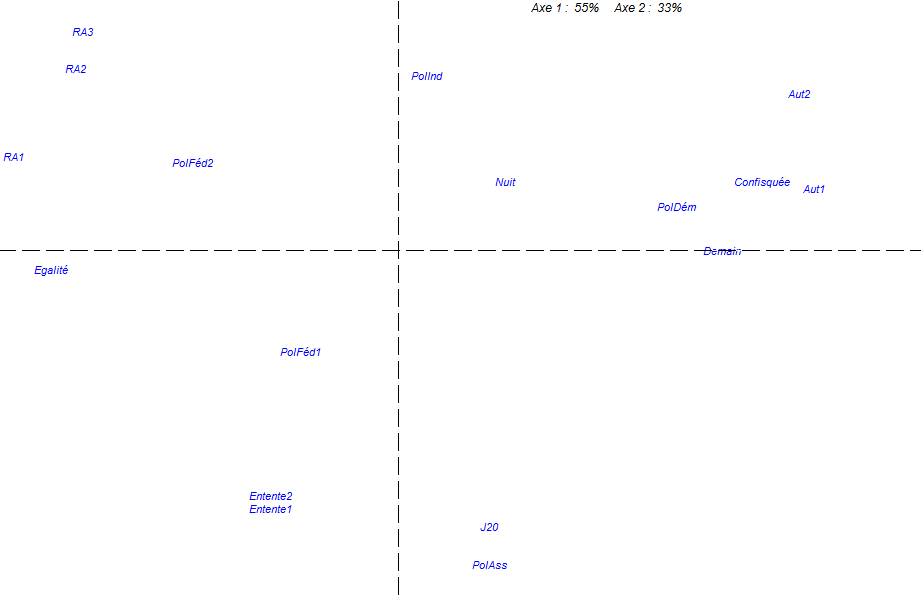 Axe 1 : 55% Axe 2 : 33%
RA3
RA2
PolInd
Aut2
RA1
PolFéd2
Nuit
Confisquée
Aut1
PolDém
Demain
Egalité
PolFéd1
Entente2
Entente1
J20
PolAss